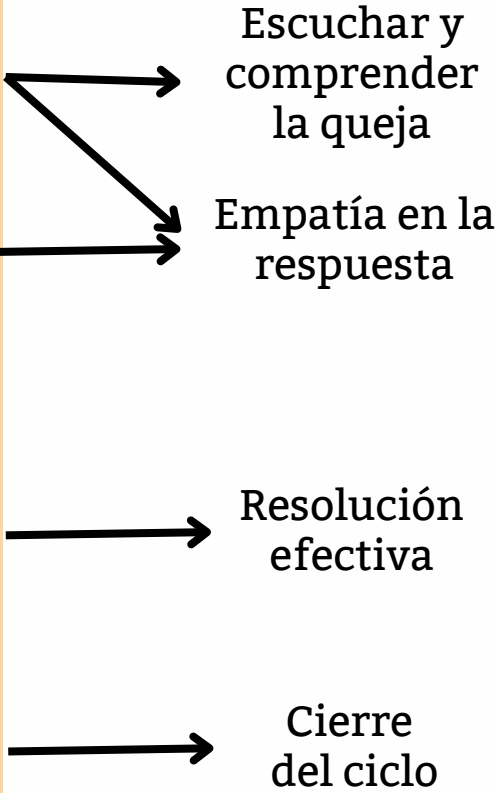 Escuchar y
comprender
la queja
Empatía en la
respuesta
Resolución
efectiva
Cierre
del ciclo